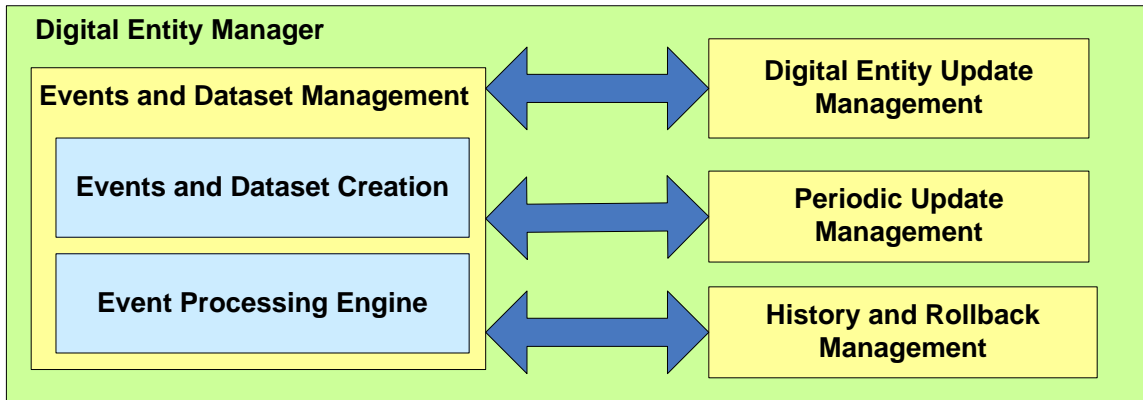 Digital Entity Manager
Events and Dataset Management
Events and Dataset Creation
Event Processing Engine
Digital Entity Update
Management
Periodic Update
Management
History and Rollback
Management